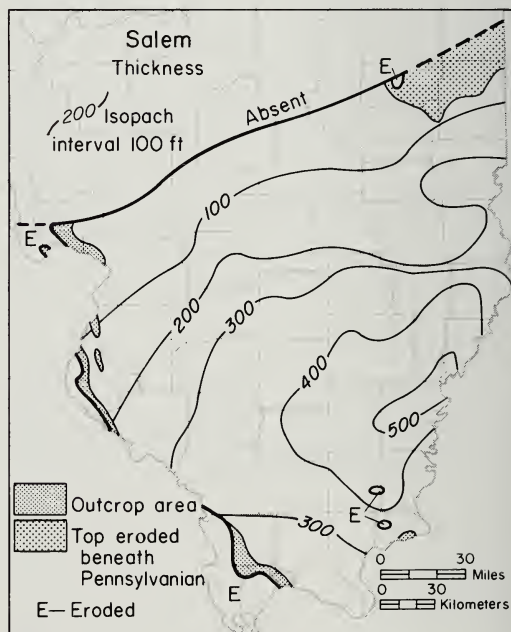 Salem
Thickness
200 Isopach
interval 100 ft
Absent
E
E
100
200
300
400
500
E
300
Outcrop area
Top eroded
beneath
Pennsylvanian
E
E—Eroded
0 30
Miles
0 30
Kilometers